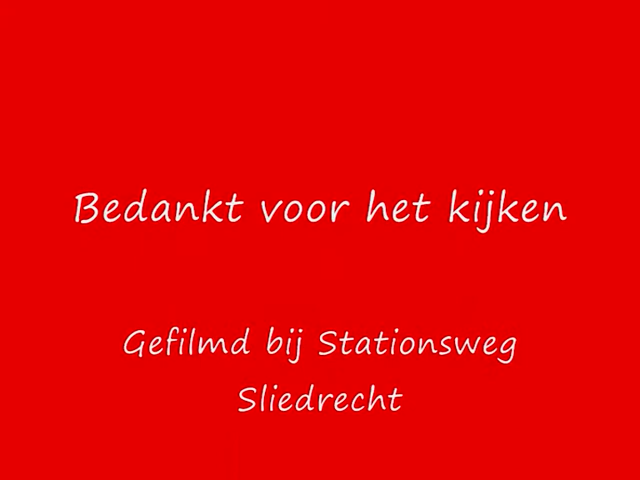 Bedankt voor het kijken
Gefilmd bij Stationsweg
Sliedrecht